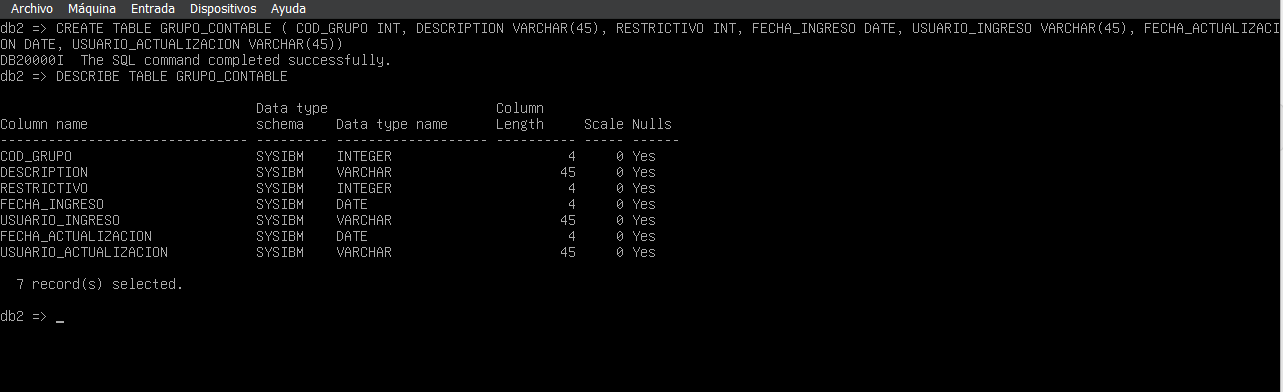 Archivo Máquina Entrada Dispositivos Ayuda
db2 => CREATE TABLE GRUPO_CONTABLE ( COD_GRUPO INT, DESCRIPTION VARCHAR(45), RESTRICTIVO INT, FECHA_INGRESO DATE, USUARIO_INGRESO VARCHAR(45), FECHA_ACTUALIZACI
ON DATE, USUARIO_ACTUALIZACION VARCHAR(45))
DB20000I  The SQL command completed successfully.
db2 => DESCRIBE TABLE GRUPO_CONTABLE
                                Data type                     Column
Column name                     schema    Data type name      Length     Scale Nulls
------------------------------- --------- ------------------- ---------- ----- ------
COD_GRUPO                       SYSIBM    INTEGER                      4     0 Yes
DESCRIPTION                     SYSIBM    VARCHAR                     45     0 Yes
RESTRICTIVO                     SYSIBM    INTEGER                      4     0 Yes
FECHA_INGRESO                   SYSIBM    DATE                         4     0 Yes
USUARIO_INGRESO                 SYSIBM    VARCHAR                     45     0 Yes
FECHA_ACTUALIZACION             SYSIBM    DATE                         4     0 Yes
USUARIO_ACTUALIZACION           SYSIBM    VARCHAR                     45     0 Yes
  7 record(s) selected.
db2 => _